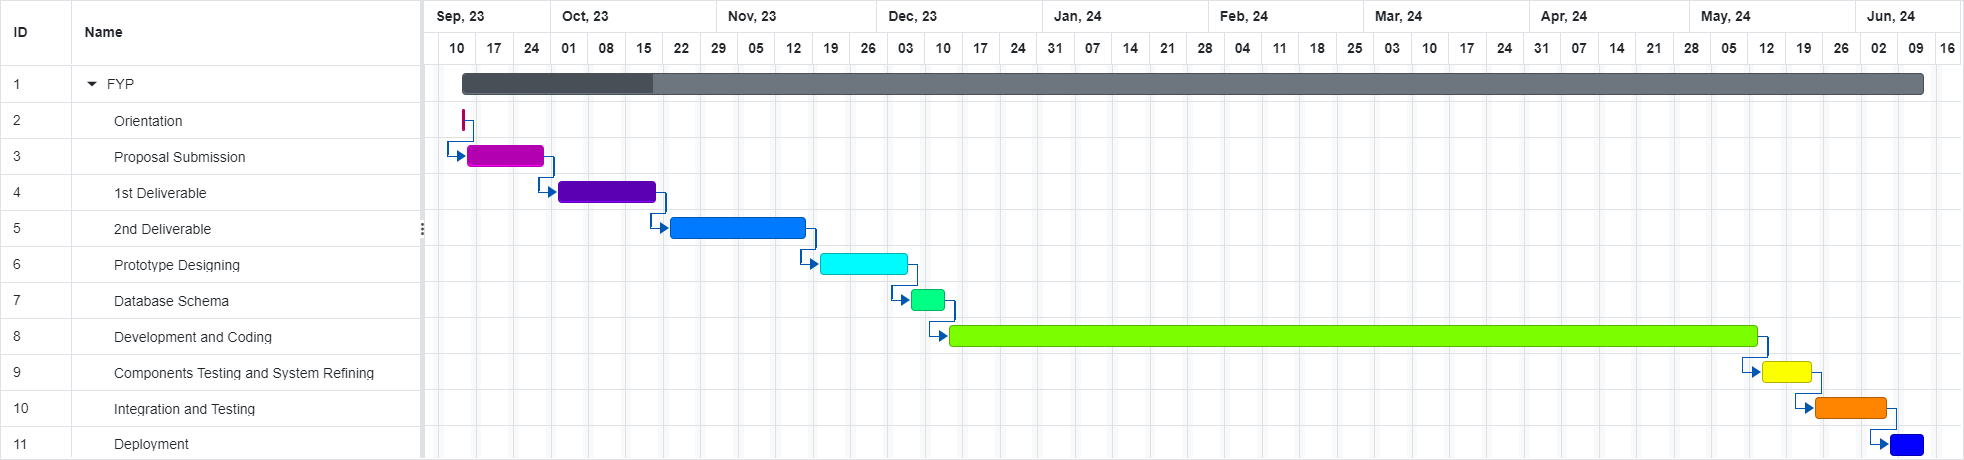 ID Name Sep, 23 Oct, 23 Nov, 23 Dec, 23 Jan, 24 Feb, 24 Mar, 24 Apr, 24 May, 24 Jun, 24
10 17 24 01 08 15 22 29 05 12 19 26 03 10 17 24 31 07 14 21 28 04 11 18 25 03 10 17 24 31 07 14 21 28 05 12 19 26 02 09 16
1 FYP
2 Orientation
3 Proposal Submission
4 1st Deliverable
5 2nd Deliverable
6 Prototype Designing
7 Database Schema
8 Development and Coding
9 Components Testing and System Refining
10 Integration and Testing
11 Deployment